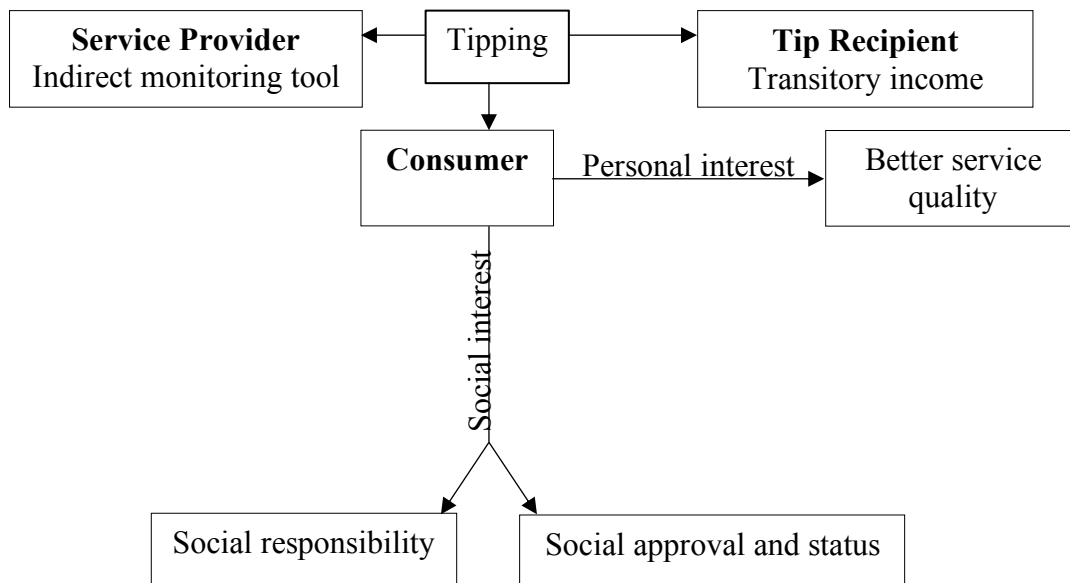 Service Provider
Indirect monitoring tool
Tipping
Tip Recipient
Transitory income
Consumer
Personal interest
Better service
quality
Social interest
Social responsibility
Social approval and status